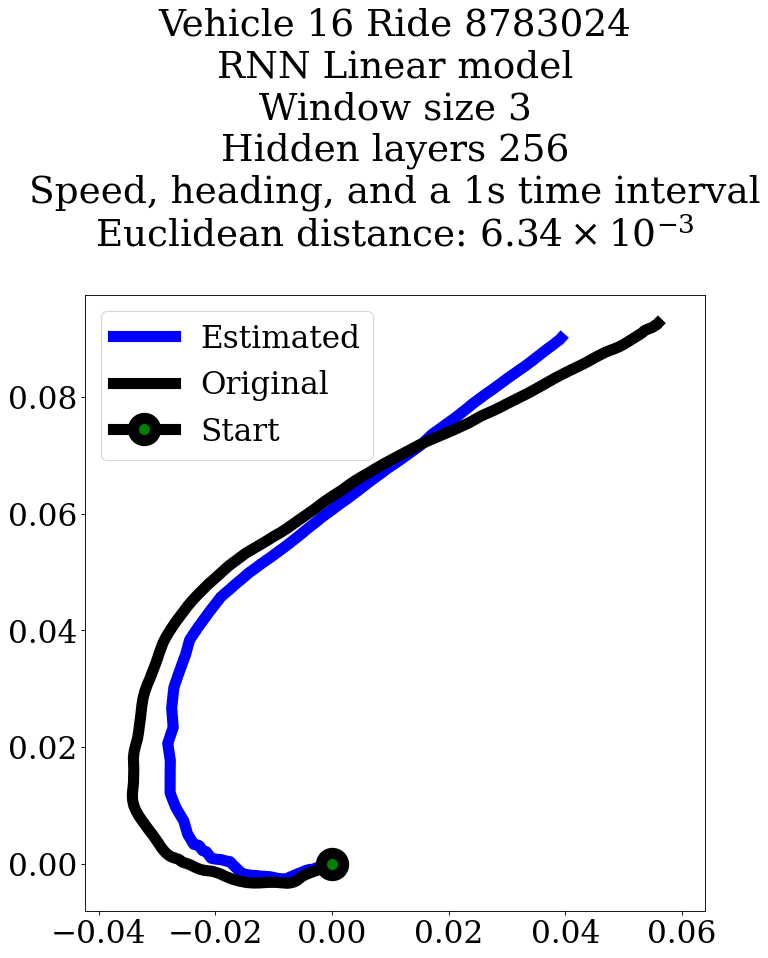 Vehicle 16 Ride 8783024
RNN Linear model
Window size 3
Hidden layers 256
Speed, heading, and a 1s time interval
Euclidean distance: 6.34 × 10⁻³
Estimated
Original
Start
0.08
0.06
0.04
0.02
0.00
−0.04 −0.02 0.00 0.02 0.04 0.06